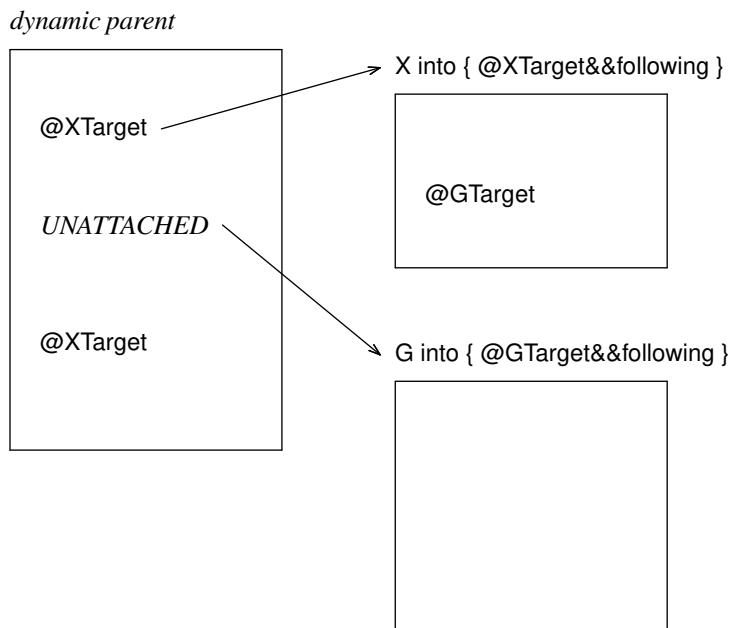 dynamic parent
X into { @XTarget&&following }
@XTarget
@GTarget
UNATTACHED
@XTarget
G into { @GTarget&&following }